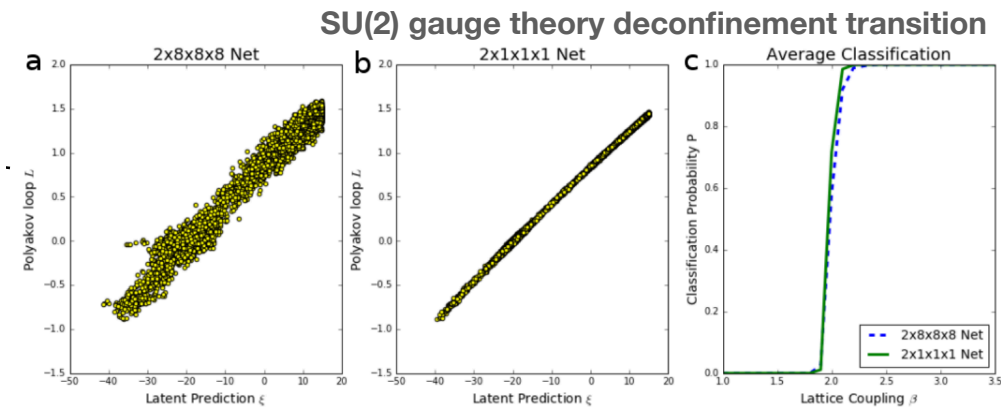 SU(2) gauge theory deconfinement transition
a
2x8x8x8 Net
2.0
1.5
1.0
0.5
0.0
−0.5
−1.0
−1.5
−50
−40
−30
−20
−10
0
10
20
Polyakov loop L
Latent Prediction ξ
b
2x1x1x1 Net
2.0
1.5
1.0
0.5
0.0
−0.5
−1.0
−1.5
−50
−40
−30
−20
−10
0
10
20
Polyakov loop L
Latent Prediction ξ
c
Average Classification
1.0
0.8
0.6
0.4
0.2
0.0
1.0
1.5
2.0
2.5
3.0
3.5
Classification Probability P
Lattice Coupling β
2x8x8x8 Net
2x1x1x1 Net